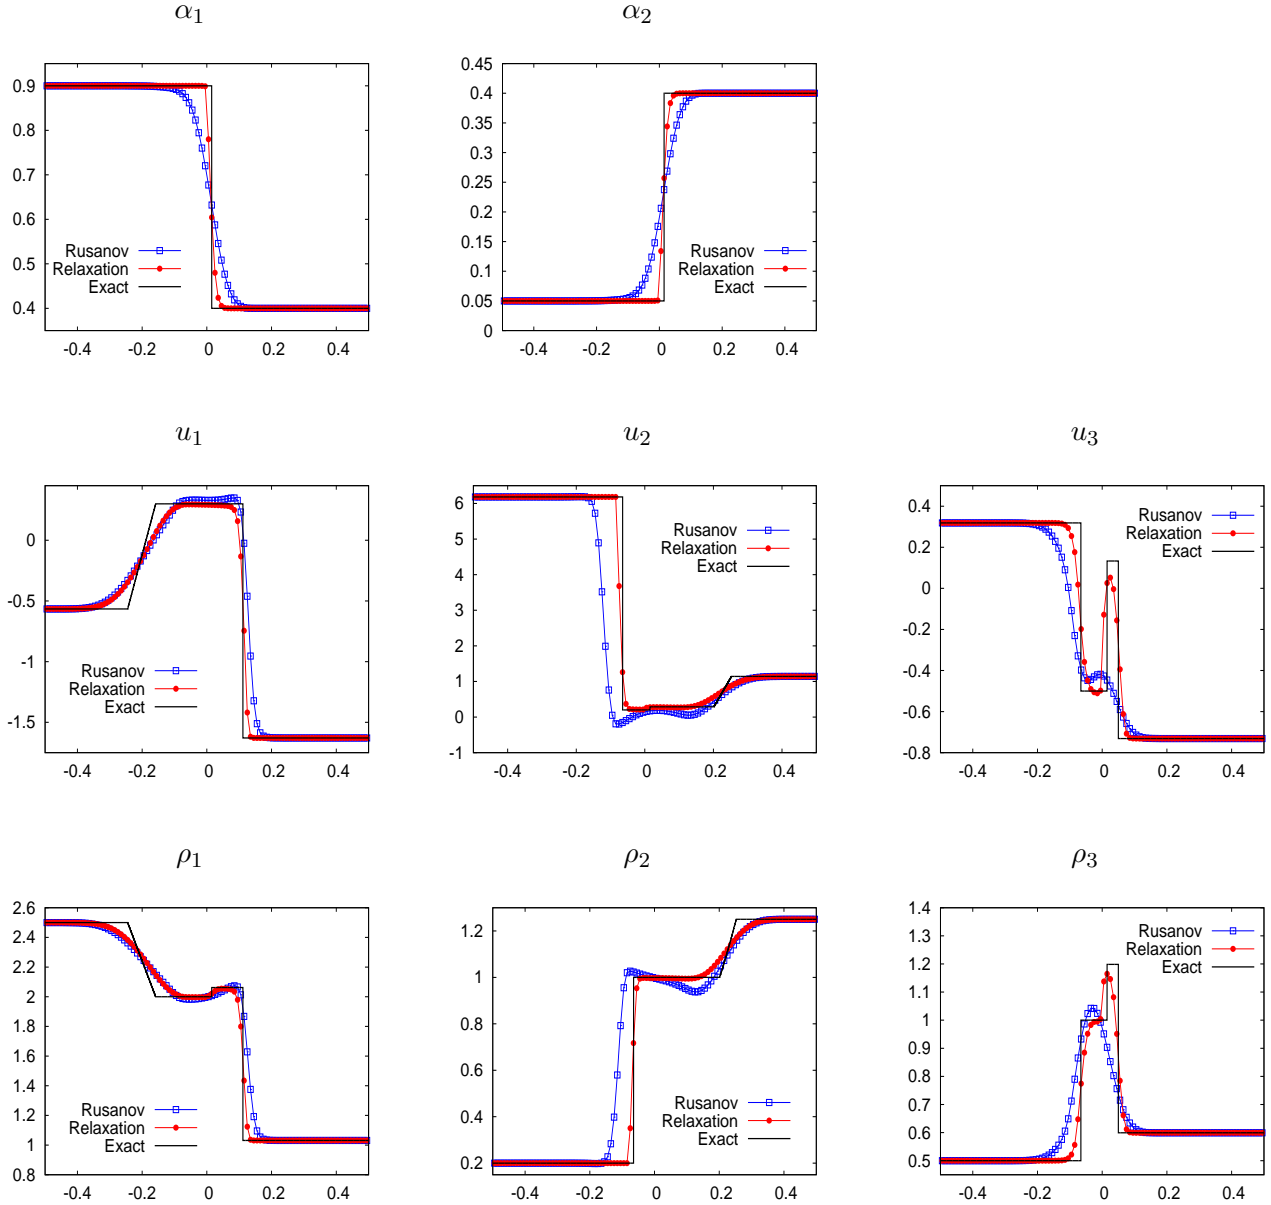 α₁ α₂
0.9
0.8
0.7
0.6
0.5
0.4
Rusanov
Relaxation
Exact
-0.4 -0.2 0 0.2 0.4
0.45
0.4
0.35
0.3
0.25
0.2
0.15
0.1
0.05
0
Rusanov
Relaxation
Exact
-0.4 -0.2 0 0.2 0.4
u₁ u₂ u₃
0
-0.5
-1
-1.5
Rusanov
Relaxation
Exact
-0.4 -0.2 0 0.2 0.4
6
5
4
3
2
1
0
-1
Rusanov
Relaxation
Exact
-0.4 -0.2 0 0.2 0.4
0.4
0.2
0
-0.2
-0.4
-0.6
-0.8
Rusanov
Relaxation
Exact
-0.4 -0.2 0 0.2 0.4
ρ₁ ρ₂ ρ₃
2.6
2.4
2.2
2
1.8
1.6
1.4
1.2
1
0.8
Rusanov
Relaxation
Exact
-0.4 -0.2 0 0.2 0.4
1.2
1
0.8
0.6
0.4
0.2
Rusanov
Relaxation
Exact
-0.4 -0.2 0 0.2 0.4
1.4
1.3
1.2
1.1
1
0.9
0.8
0.7
0.6
0.5
Rusanov
Relaxation
Exact
-0.4 -0.2 0 0.2 0.4